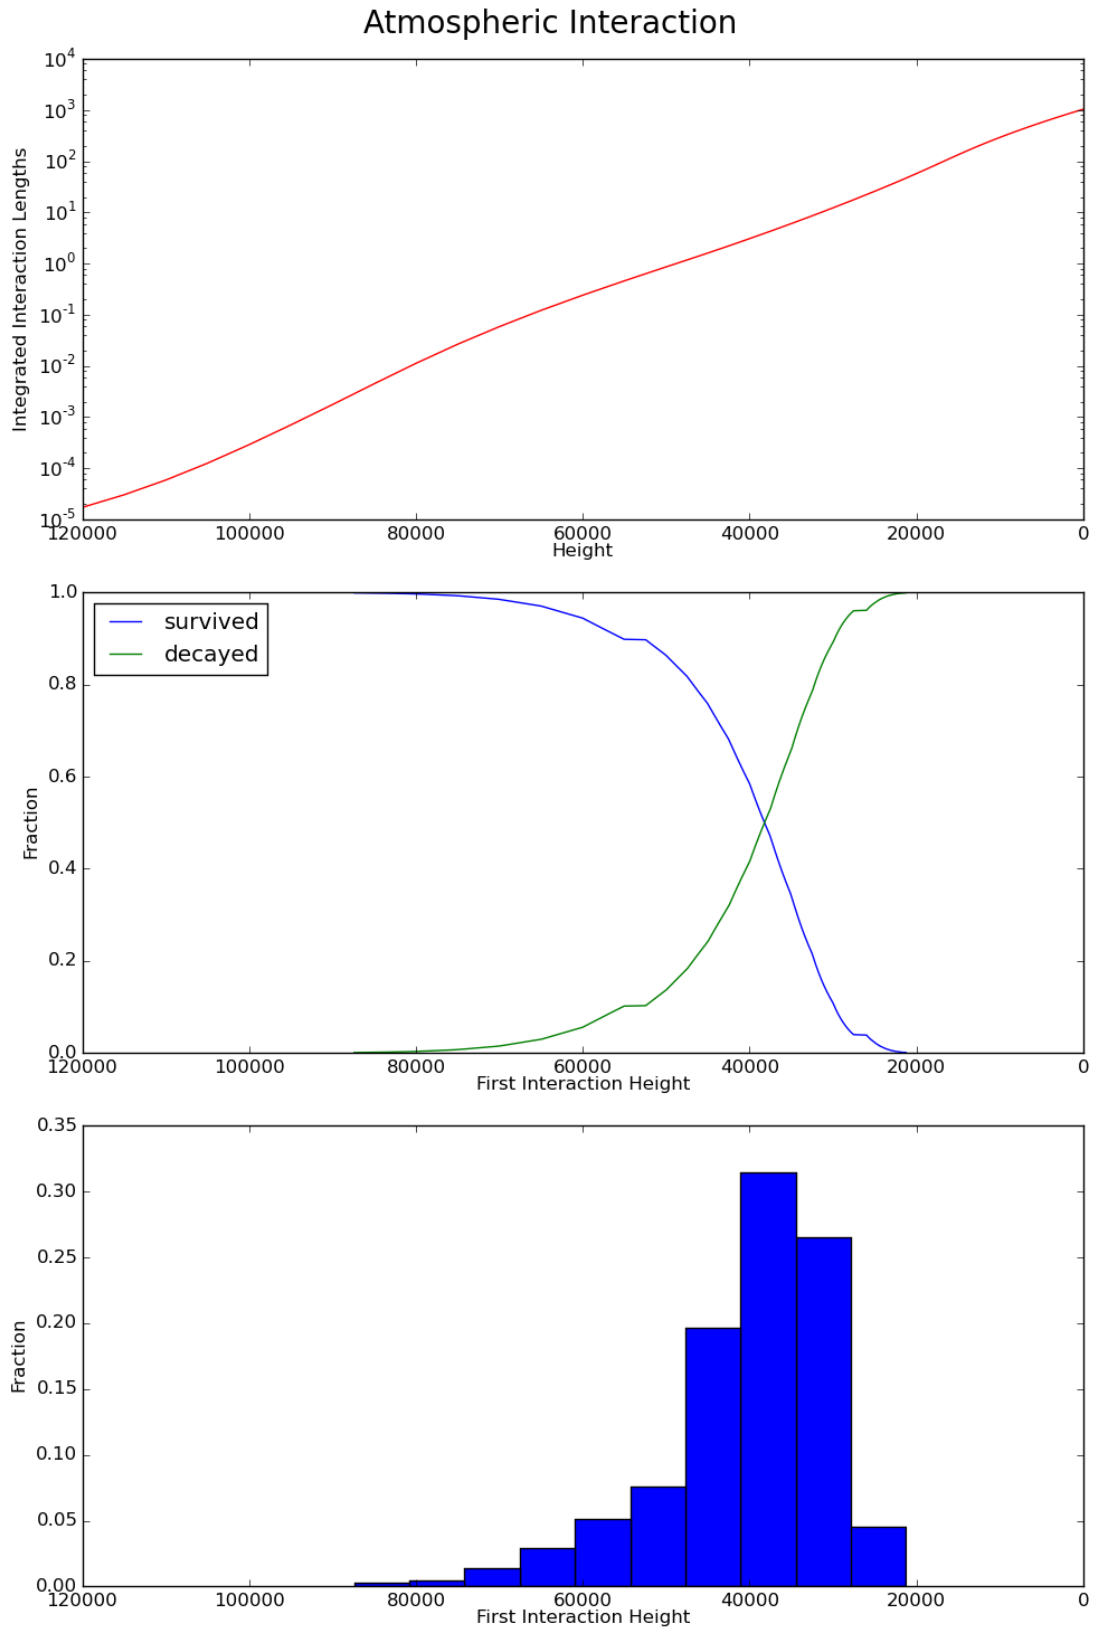 Atmospheric Interaction
Integrated Interaction Lengths
10^4
10^3
10^2
10^1
10^0
10^-1
10^-2
10^-3
10^-4
10^-5
120000 100000 80000 60000 40000 20000 0
Height
survived
decayed
Fraction
1.0
0.8
0.6
0.4
0.2
0.0
120000 100000 80000 60000 40000 20000 0
First Interaction Height
Fraction
0.35
0.30
0.25
0.20
0.15
0.10
0.05
0.00
120000 100000 80000 60000 40000 20000 0
First Interaction Height